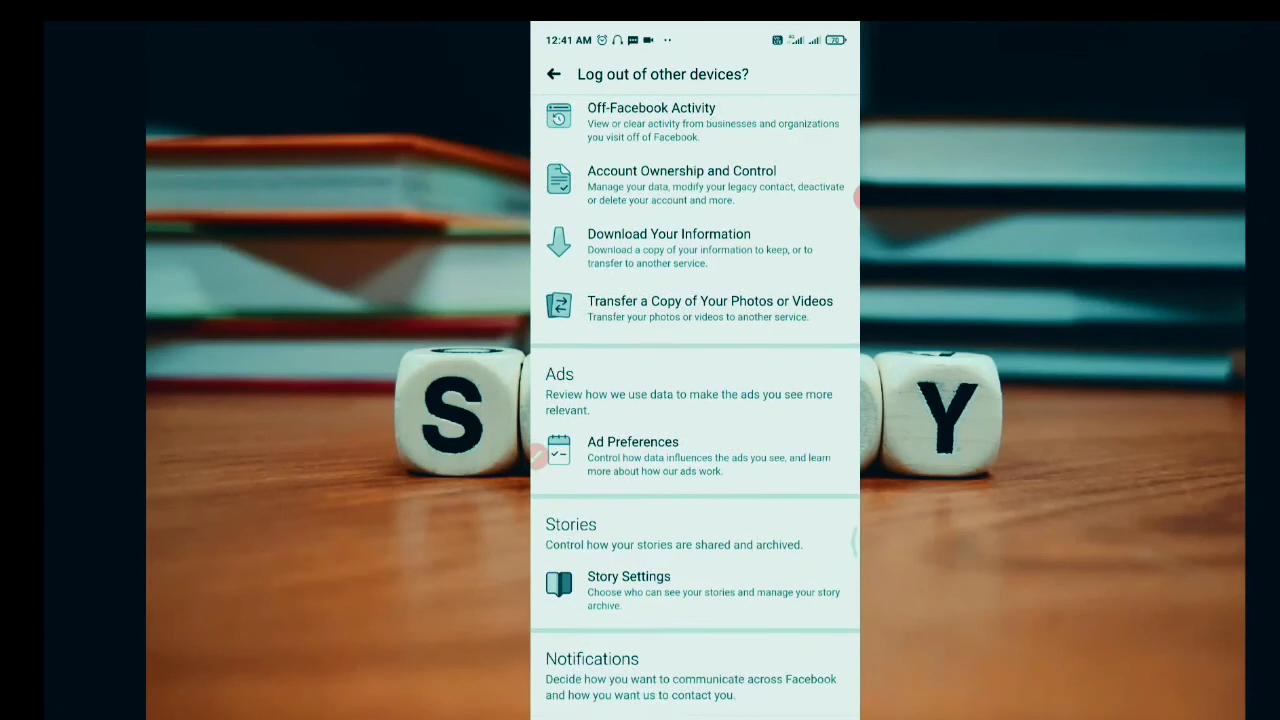 12:41 AM
70
Log out of other devices?
Off-Facebook Activity
View or clear activity from businesses and organizations
you visit off of Facebook.
Account Ownership and Control
Manage your data, modify your legacy contact, deactivate
or delete your account and more.
Download Your Information
Download a copy of your information to keep, or to
transfer to another service.
Transfer a Copy of Your Photos or Videos
Transfer your photos or videos to another service.
Ads
Review how we use data to make the ads you see more
relevant.
Ad Preferences
Control how data influences the ads you see, and learn
more about how our ads work.
Stories
Control how your stories are shared and archived.
Story Settings
Choose who can see your stories and manage your story
archive.
Notifications
Decide how you want to communicate across Facebook
and how you want us to contact you.
S
Y